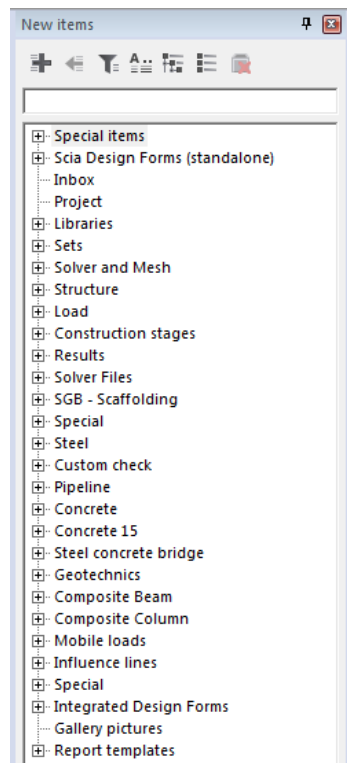 New items
Special items
Scia Design Forms (standalone)
Inbox
Project
Libraries
Sets
Solver and Mesh
Structure
Load
Construction stages
Results
Solver Files
SGB - Scaffolding
Special
Steel
Custom check
Pipeline
Concrete
Concrete 15
Steel concrete bridge
Geotechnics
Composite Beam
Composite Column
Mobile loads
Influence lines
Special
Integrated Design Forms
Gallery pictures
Report templates